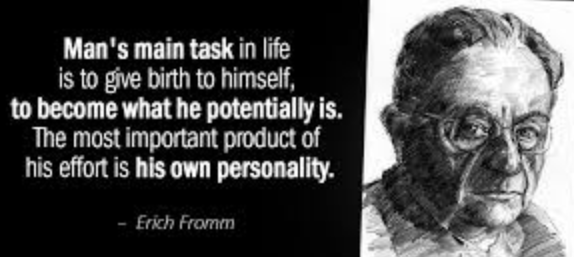 Man's main task in life
is to give birth to himself,
to become what he potentially is.
The most important product of
his effort is his own personality.
– Erich Fromm